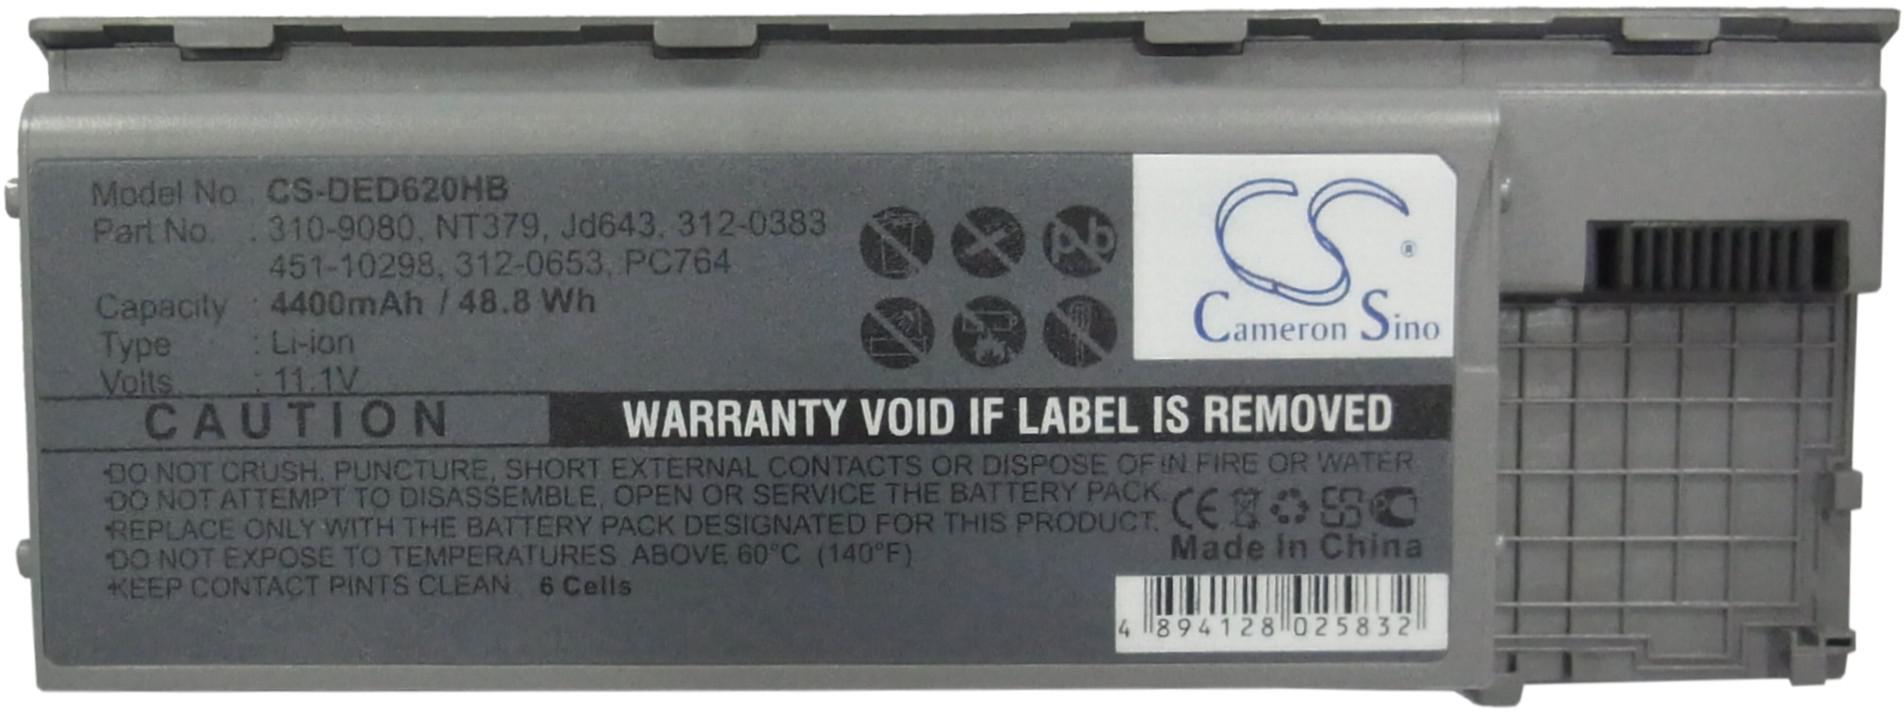 Model No. : CS-DED620HB
Part No. : 310-9080, NT379, Jd643, 312-0383
451-10298, 312-0653, PC764
Capacity : 4400mAh / 48.8 Wh
Type : Li-ion
Volts : 11.1V
Pb
CS ®
Cameron Sino
CAUTION
WARRANTY VOID IF LABEL IS REMOVED
•DO NOT CRUSH, PUNCTURE, SHORT EXTERNAL CONTACTS OR DISPOSE OF IN FIRE OR WATER
•DO NOT ATTEMPT TO DISASSEMBLE, OPEN OR SERVICE THE BATTERY PACK.
•REPLACE ONLY WITH THE BATTERY PACK DESIGNATED FOR THIS PRODUCT.
•DO NOT EXPOSE TO TEMPERATURES ABOVE 60°C (140°F)
•KEEP CONTACT PINTS CLEAN 6 Cells
CE
Made In China
4 894128 025832